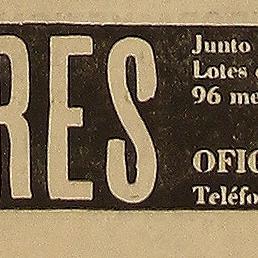 RES
Junto
Lotes
96 me
OFIC
Teléfo